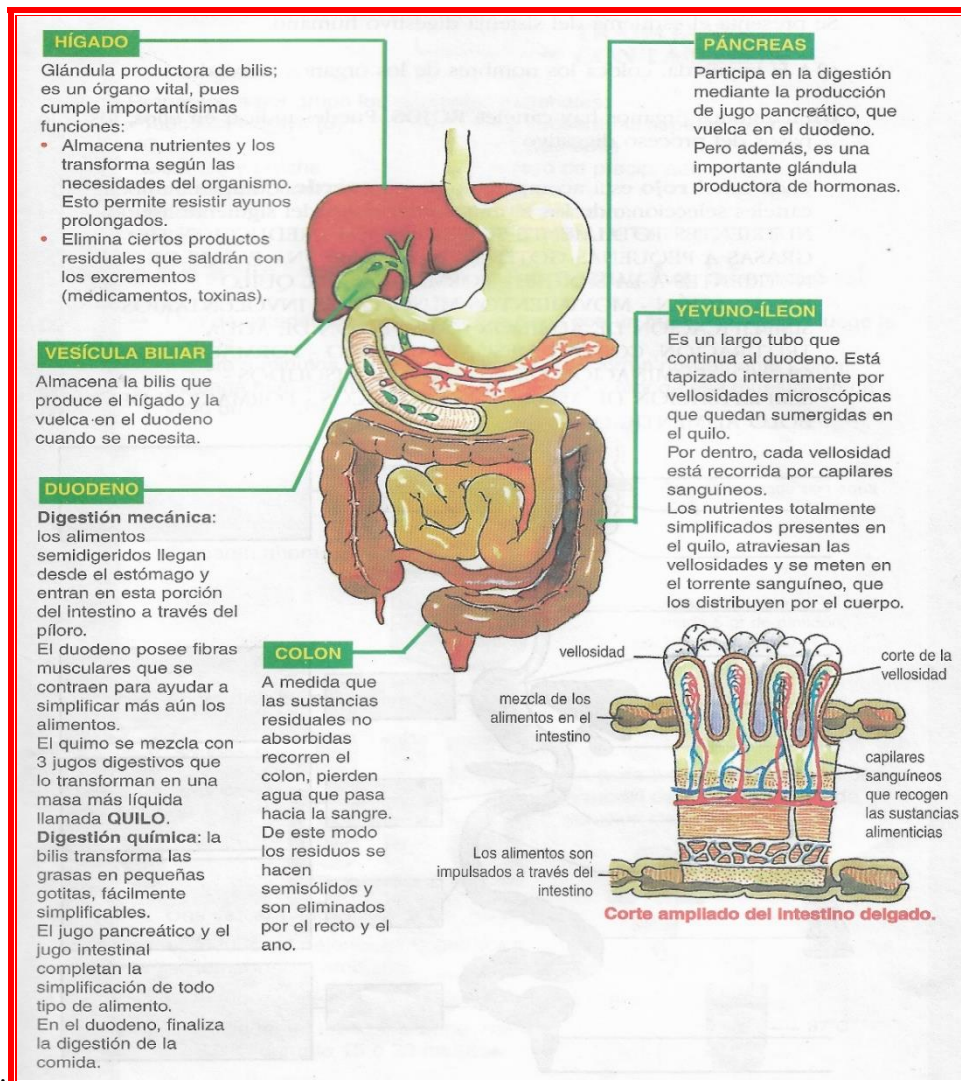 HÍGADO
Glándula productora de bilis;
es un órgano vital, pues
cumple importantísimas
funciones:
• Almacena nutrientes y los
transforma según las
necesidades del organismo.
Esto permite resistir ayunos
prolongados.
• Elimina ciertos productos
residuales que saldrán con
los excrementos
(medicamentos, toxinas).
VESÍCULA BILIAR
Almacena la bilis que
produce el hígado y la
vuelca en el duodeno
cuando se necesita.
DUODENO
Digestión mecánica:
los alimentos
semidigeridos llegan
desde el estómago y
entran en esta porción
del intestino a través del
píloro.
El duodeno posee fibras
musculares que se
contraen para ayudar a
simplificar más aún los
alimentos.
El quimo se mezcla con
3 jugos digestivos que
lo transforman en una
masa más líquida
llamada QUILO.
Digestión química: la
bilis transforma las
grasas en pequeñas
gotitas, fácilmente
simplificables.
El jugo pancreático y el
jugo intestinal
completan la
simplificación de todo
tipo de alimento.
En el duodeno, finaliza
la digestión de la
comida.
COLON
A medida que
las sustancias
residuales no
absorbidas
recorren el
colon, pierden
agua que pasa
hacia la sangre.
De este modo
los residuos se
hacen
semisólidos y
son eliminados
por el recto y el
ano.
PÁNCREAS
Participa en la digestión
mediante la producción
de jugo pancreático, que
vuelca en el duodeno.
Pero además, es una
importante glándula
productora de hormonas.
YEYUNO-ÍLEON
Es un largo tubo que
continúa al duodeno. Está
tapizado internamente por
vellosidades microscópicas
que quedan sumergidas en
el quilo.
Por dentro, cada vellosidad
está recorrida por capilares
sanguíneos.
Los nutrientes totalmente
simplificados presentes en
el quilo, atraviesan las
vellosidades y se meten en
el torrente sanguíneo, que
los distribuyen por el cuerpo.
vellosidad
corte de la
vellosidad
mezcla de los
alimentos en el
intestino
capilares
sanguíneos
que recogen
las sustancias
alimenticias
Los alimentos son
impulsados a través del
intestino
Corte ampliado del intestino delgado.